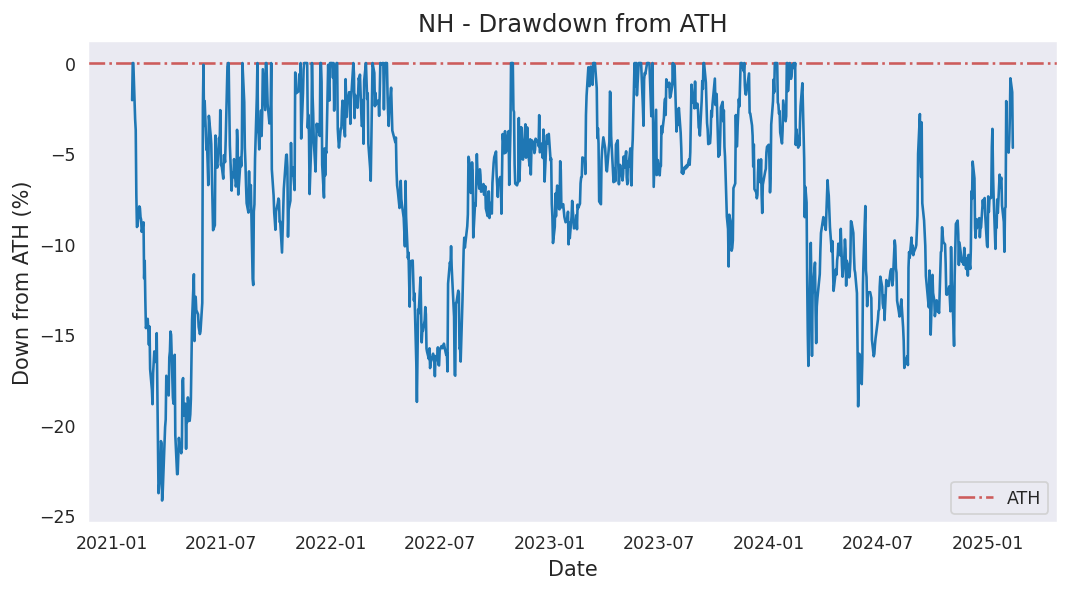 NH - Drawdown from ATH
Down from ATH (%)
0
−5
−10
−15
−20
−25
ATH
2021-01 2021-07 2022-01 2022-07 2023-01 2023-07 2024-01 2024-07 2025-01
Date